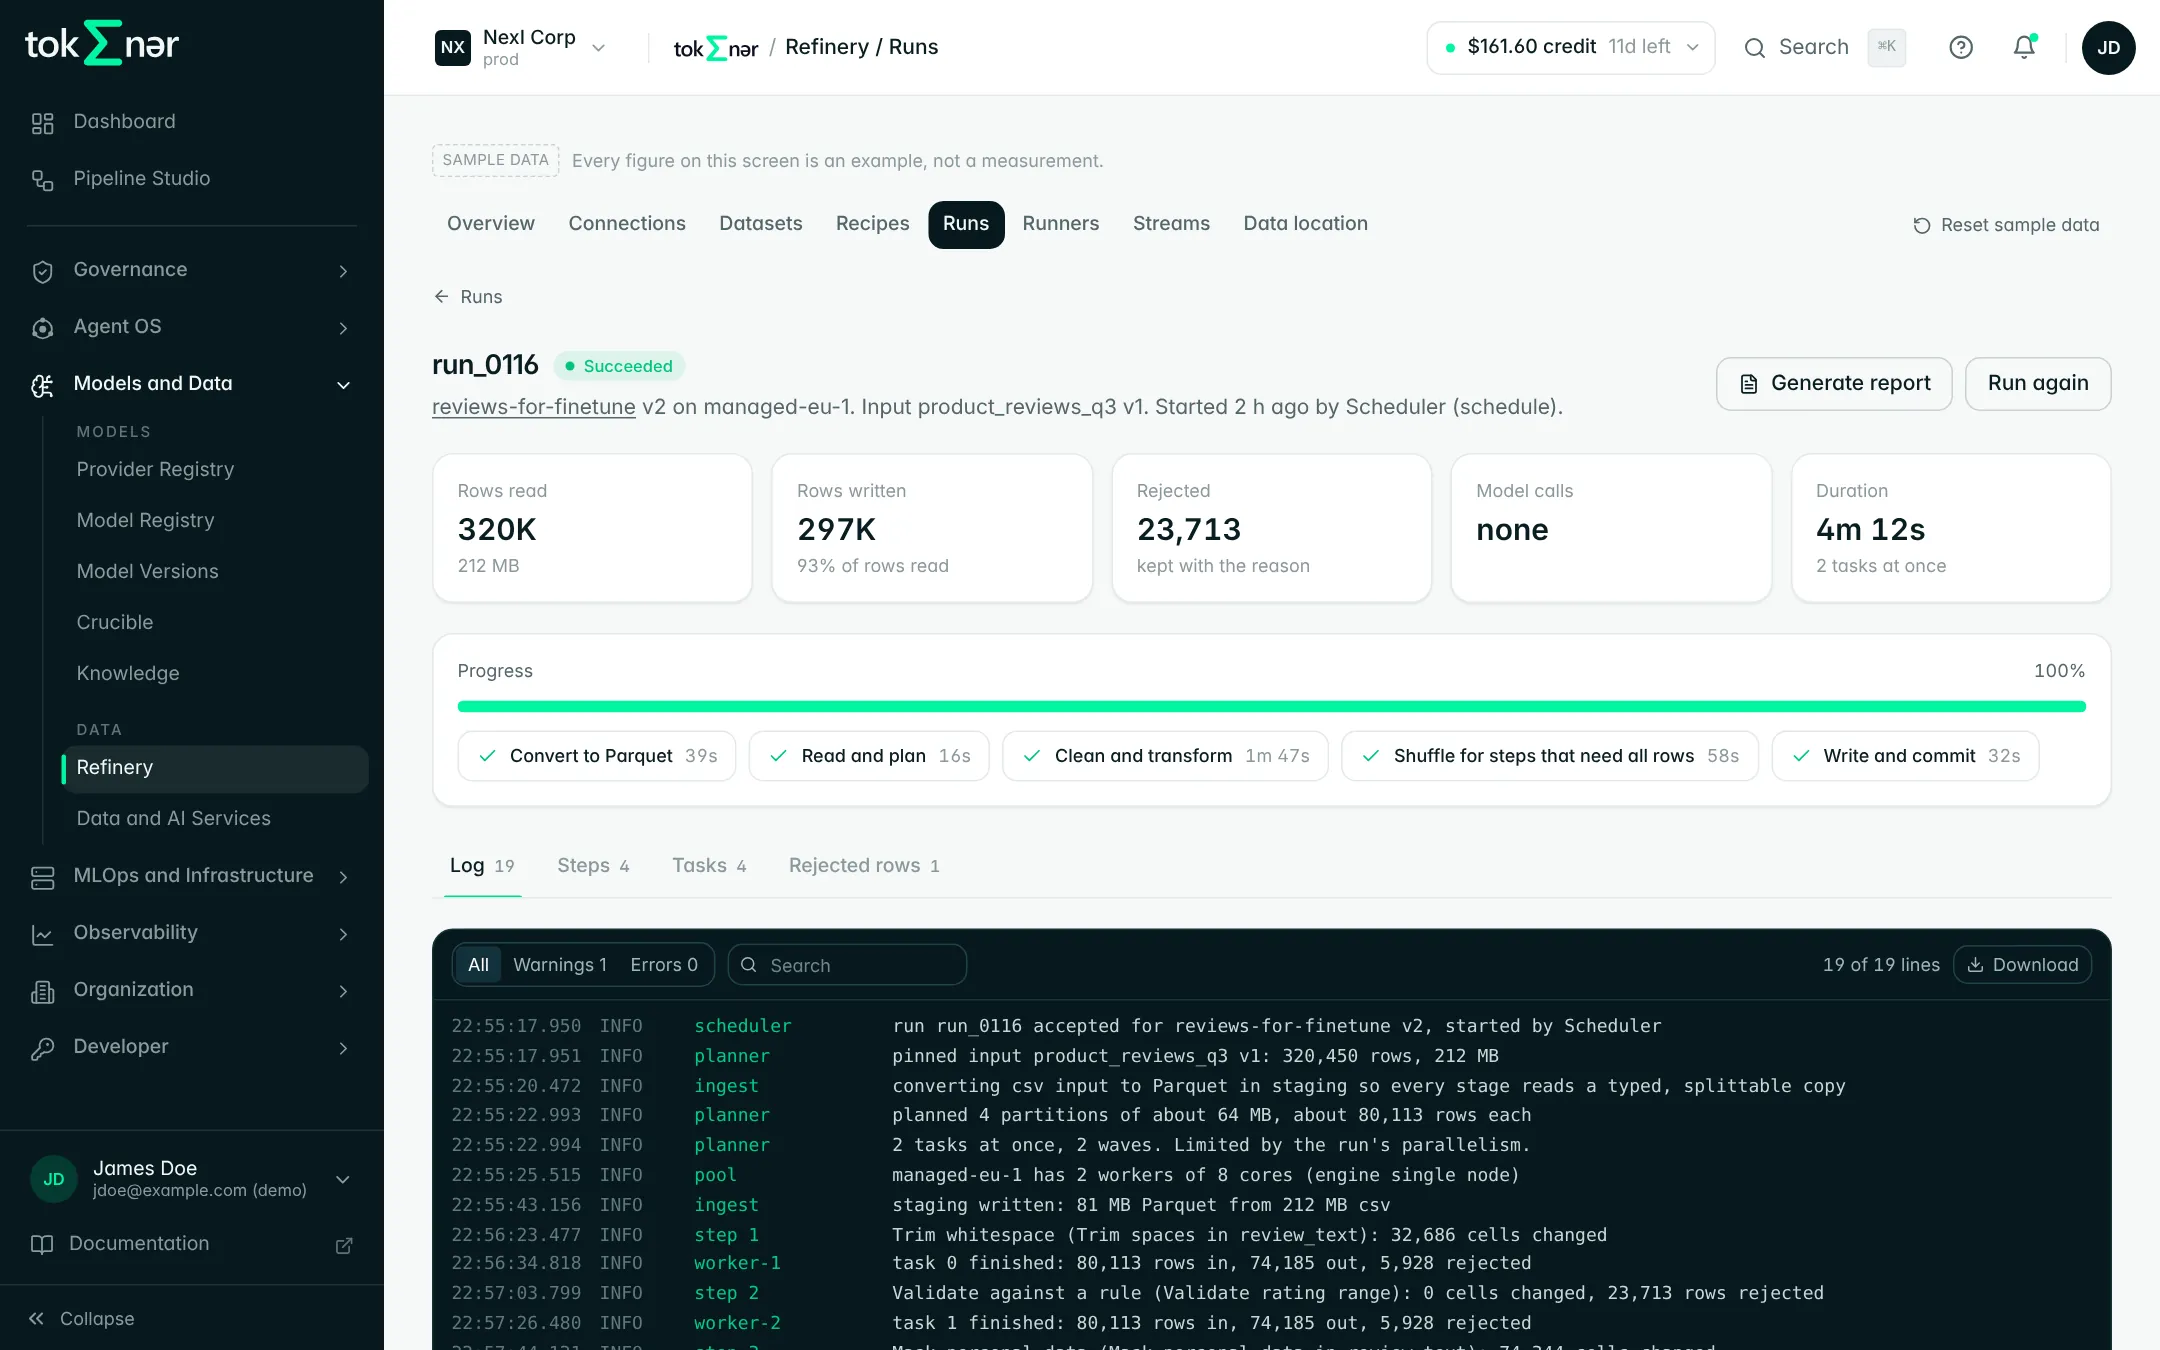 tokΣnər
Dashboard
Pipeline Studio
Governance
Agent OS
Models and Data
MODELS
Provider Registry
Model Registry
Model Versions
Crucible
Knowledge
DATA
Refinery
Data and AI Services
MLOps and Infrastructure
Observability
Organization
Developer
JD
James Doe
jdoe@example.com (demo)
Documentation
Collapse
NX
Nexl Corp
prod
tokΣnər / Refinery / Runs
$161.60 credit 11d left
Search ⌘K
JD
SAMPLE DATA Every figure on this screen is an example, not a measurement.
Overview Connections Datasets Recipes Runs Runners Streams Data location
Reset sample data
Runs
run_0116 Succeeded
reviews-for-finetune v2 on managed-eu-1. Input product_reviews_q3 v1. Started 2 h ago by Scheduler (schedule).
Generate report
Run again
Rows read
320K
212 MB
Rows written
297K
93% of rows read
Rejected
23,713
kept with the reason
Model calls
none
Duration
4m 12s
2 tasks at once
Progress 100%
Convert to Parquet 39s
Read and plan 16s
Clean and transform 1m 47s
Shuffle for steps that need all rows 58s
Write and commit 32s
Log 19 Steps 4 Tasks 4 Rejected rows 1
All Warnings 1 Errors 0 Search 19 of 19 lines Download
22:55:17.950 INFO scheduler run run_0116 accepted for reviews-for-finetune v2, started by Scheduler
22:55:17.951 INFO planner pinned input product_reviews_q3 v1: 320,450 rows, 212 MB
22:55:20.472 INFO ingest converting csv input to Parquet in staging so every stage reads a typed, splittable copy
22:55:22.993 INFO planner planned 4 partitions of about 64 MB, about 80,113 rows each
22:55:22.994 INFO planner 2 tasks at once, 2 waves. Limited by the run's parallelism.
22:55:25.515 INFO pool managed-eu-1 has 2 workers of 8 cores (engine single node)
22:55:43.156 INFO ingest staging written: 81 MB Parquet from 212 MB csv
22:56:23.477 INFO step 1 Trim whitespace (Trim spaces in review_text): 32,686 cells changed
22:56:34.818 INFO worker-1 task 0 finished: 80,113 rows in, 74,185 out, 5,928 rejected
22:57:03.799 INFO step 2 Validate against a rule (Validate rating range): 0 cells changed, 23,713 rows rejected
22:57:26.480 INFO worker-2 task 1 finished: 80,113 rows in, 74,185 out, 5,928 rejected